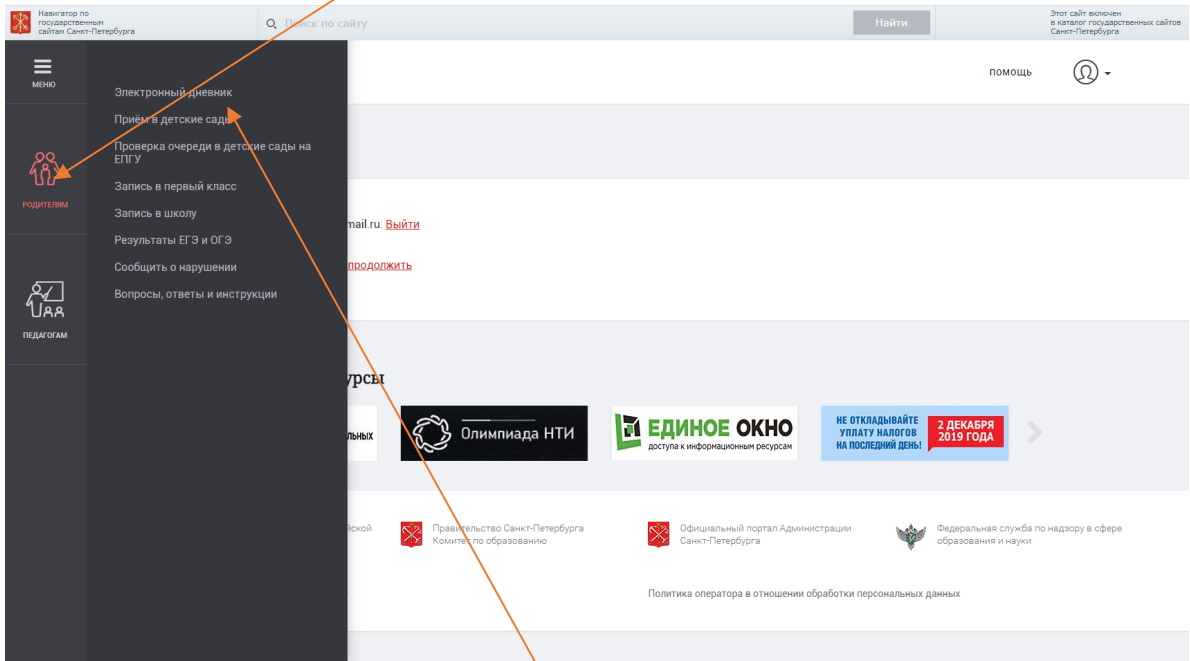 Навигатор по
государственным
сайтам Санкт-Петербурга
Поиск по сайту
Найти
Этот сайт включен
в каталог государственных сайтов
Санкт-Петербурга
МЕНЮ
помощь
Электронный дневник
Приём в детские сады
Проверка очереди в детские сады на
ЕПГУ
Запись в первый класс
Запись в школу
Результаты ЕГЭ и ОГЭ
Сообщить о нарушении
Вопросы, ответы и инструкции
РОДИТЕЛЯМ
ПЕДАГОГАМ
mail.ru. Выйти
продолжить
урсы
льных
Олимпиада НТИ
ЕДИНОЕ ОКНО
доступа к информационным ресурсам
НЕ ОТКЛАДЫВАЙТЕ
УПЛАТУ НАЛОГОВ
НА ПОСЛЕДНИЙ ДЕНЬ!
2 ДЕКАБРЯ
2019 ГОДА
йской
Правительство Санкт-Петербурга
Комитет по образованию
Официальный портал Администрации
Санкт-Петербурга
Федеральная служба по надзору в сфере
образования и науки
Политика оператора в отношении обработки персональных данных